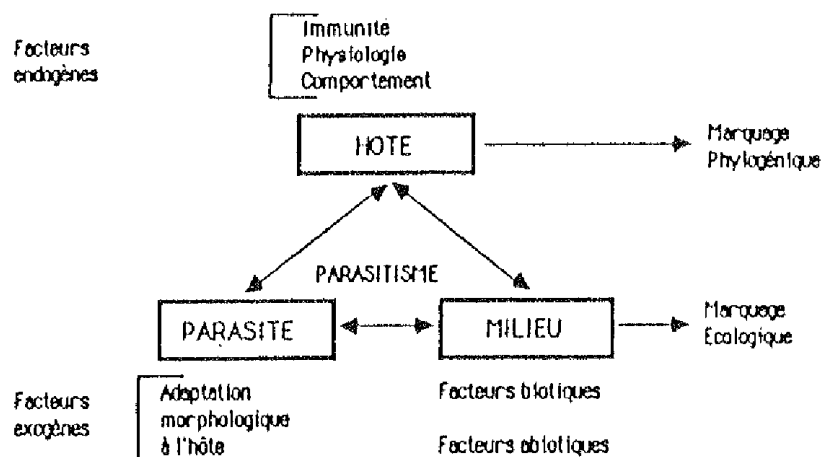 Facteurs
endogènes
Immunité
Physiologie
Comportement
HOTE
Marquage
Phylogénique
PARASITISME
PARASITE
MILIEU
Marquage
Ecologique
Facteurs
exogènes
Adaptation
morphologique
à l'hôte
Facteurs biotiques
Facteurs abiotiques